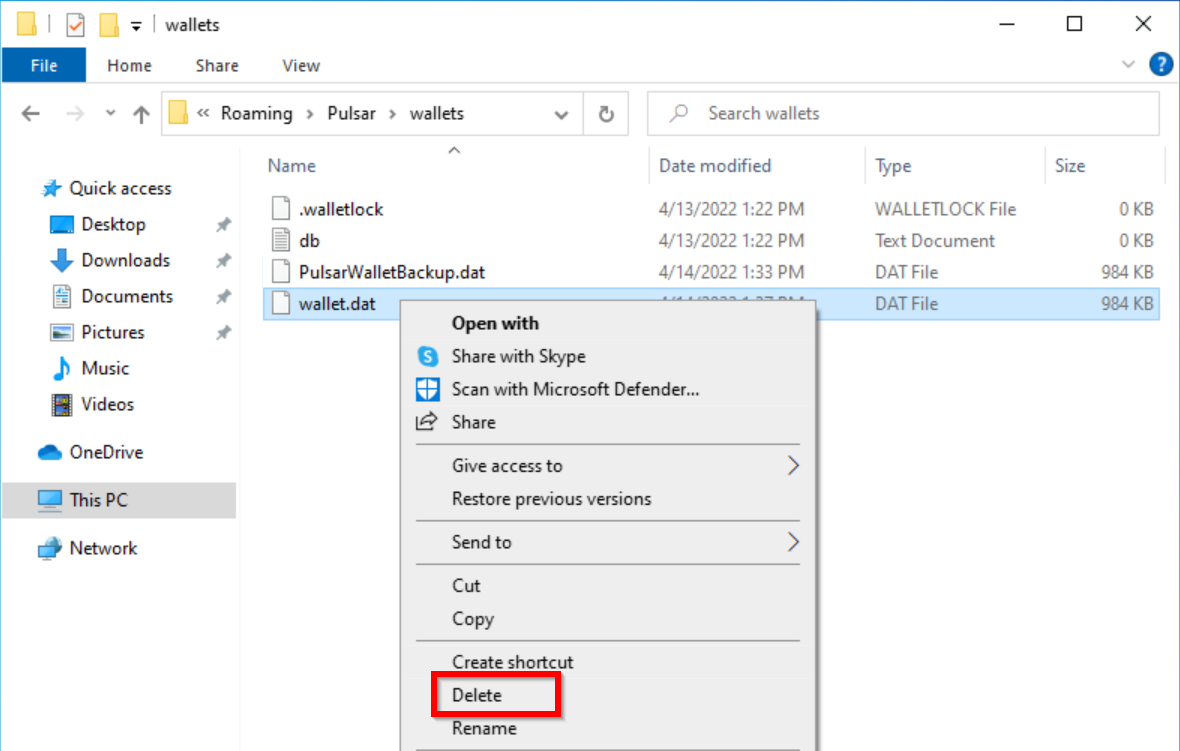 wallets
File Home Share View
« Roaming › Pulsar › wallets Search wallets
Name Date modified Type Size
Quick access
Desktop
Downloads
Documents
Pictures
Music
Videos
OneDrive
This PC
Network
.walletlock 4/13/2022 1:22 PM WALLETLOCK File 0 KB
db 4/13/2022 1:22 PM Text Document 0 KB
PulsarWalletBackup.dat 4/14/2022 1:33 PM DAT File 984 KB
wallet.dat DAT File 984 KB
Open with
Share with Skype
Scan with Microsoft Defender...
Share
Give access to
Restore previous versions
Send to
Cut
Copy
Create shortcut
Delete
Rename